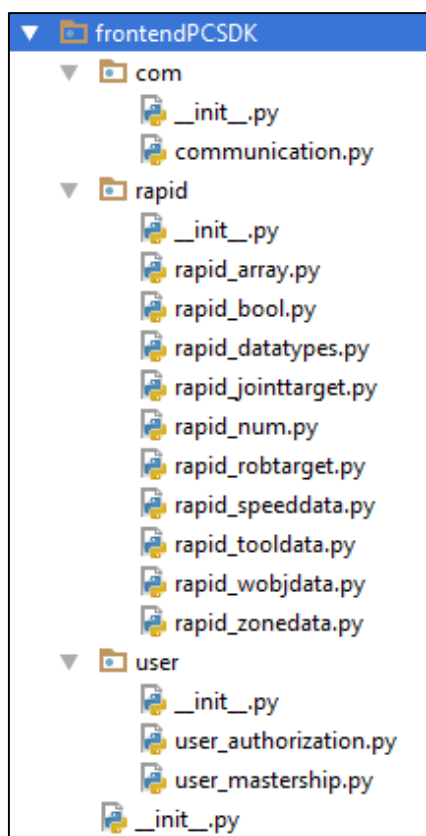 frontendPCSDK
com
__init__.py
communication.py
rapid
__init__.py
rapid_array.py
rapid_bool.py
rapid_datatypes.py
rapid_jointtarget.py
rapid_num.py
rapid_robtarget.py
rapid_speeddata.py
rapid_tooldata.py
rapid_wobjdata.py
rapid_zonedata.py
user
__init__.py
user_authorization.py
user_mastership.py
__init__.py